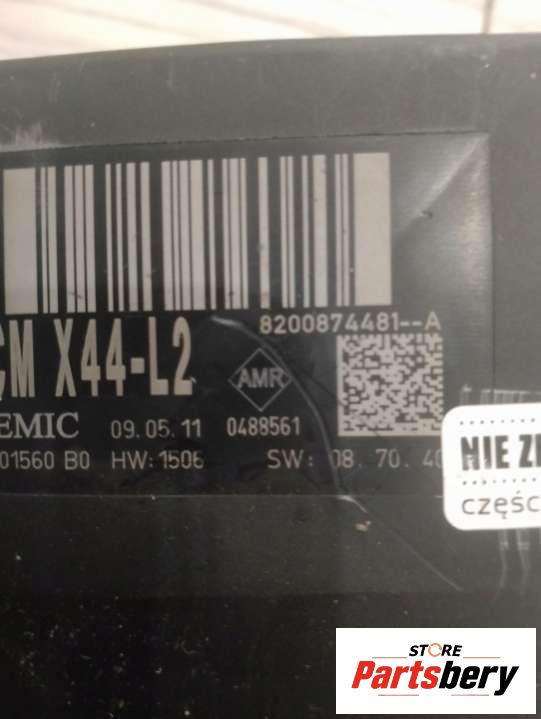 8200874481--A
CM X44-L2
AMR
EMIC 09.05.11 0488561
01560 B0 HW:1506 SW: 08.70.40
NIE ZR
częśc
STORE
Partsbery